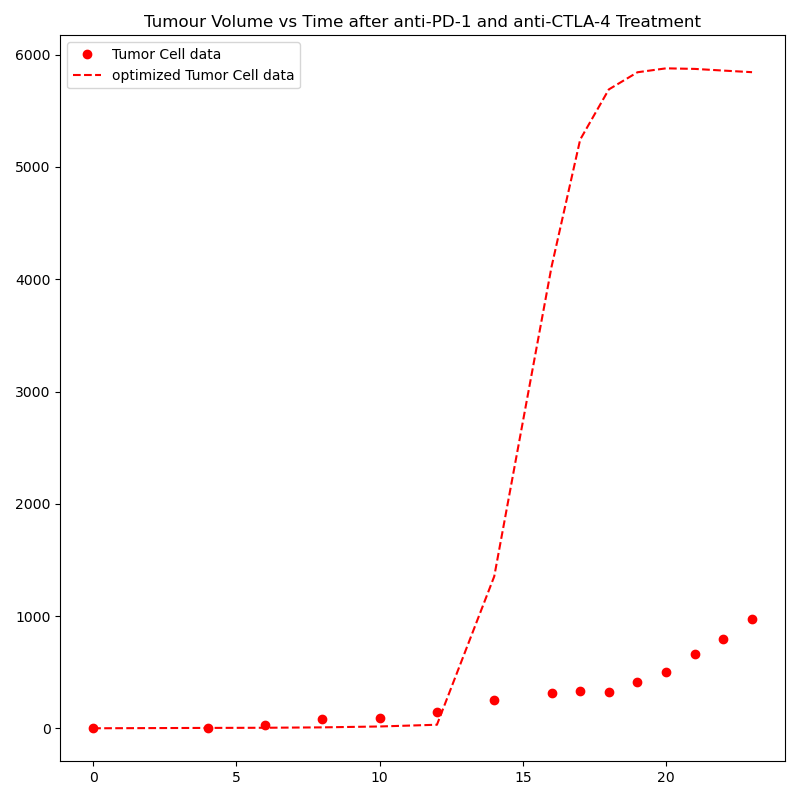 Tumour Volume vs Time after anti-PD-1 and anti-CTLA-4 Treatment
Tumor Cell data
optimized Tumor Cell data
6000
5000
4000
3000
2000
1000
0
0 5 10 15 20